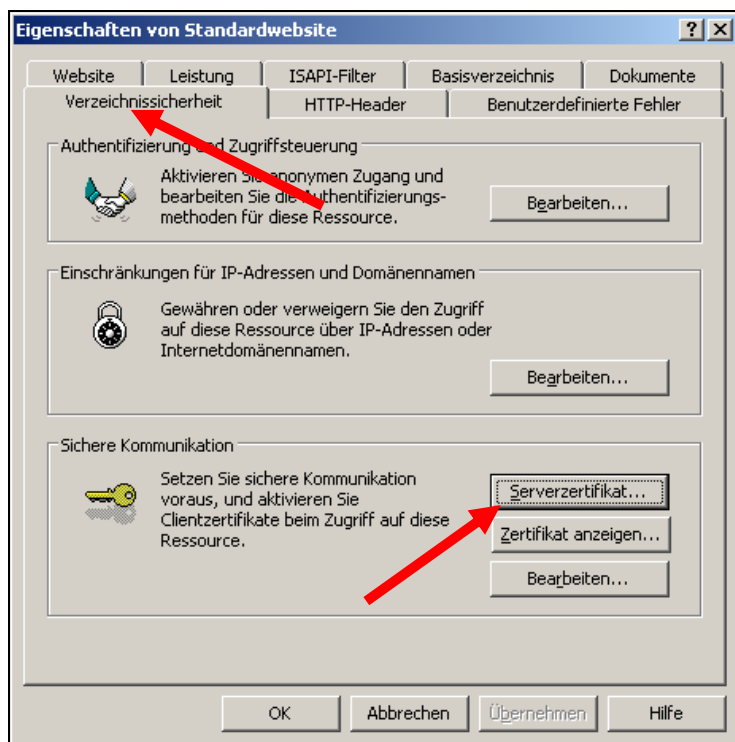 Eigenschaften von Standardwebsite
Website Leistung ISAPI-Filter Basisverzeichnis Dokumente
Verzeichnissicherheit HTTP-Header Benutzerdefinierte Fehler
Authentifizierung und Zugriffsteuerung
Aktivieren Sie anonymen Zugang und
bearbeiten Sie die Authentifizierungs-
methoden für diese Ressource.
Bearbeiten...
Einschränkungen für IP-Adressen und Domänennamen
Gewähren oder verweigern Sie den Zugriff
auf diese Ressource über IP-Adressen oder
Internetdomänennamen.
Bearbeiten...
Sichere Kommunikation
Setzen Sie sichere Kommunikation
voraus, und aktivieren Sie
Clientzertifikate beim Zugriff auf diese
Ressource.
Serverzertifikat...
Zertifikat anzeigen...
Bearbeiten...
OK Abbrechen Übernehmen Hilfe